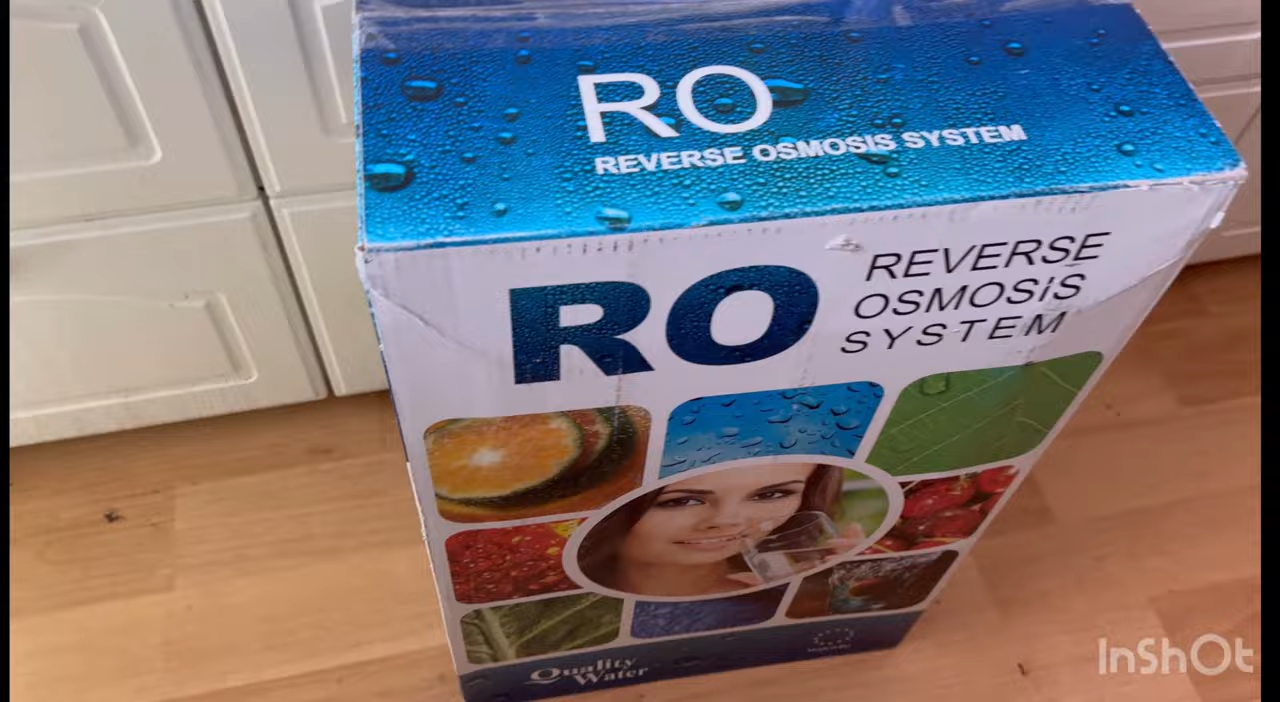 RO
REVERSE OSMOSIS SYSTEM
RO
REVERSE
OSMOSIS
SYSTEM
Quality
Water
InShOt